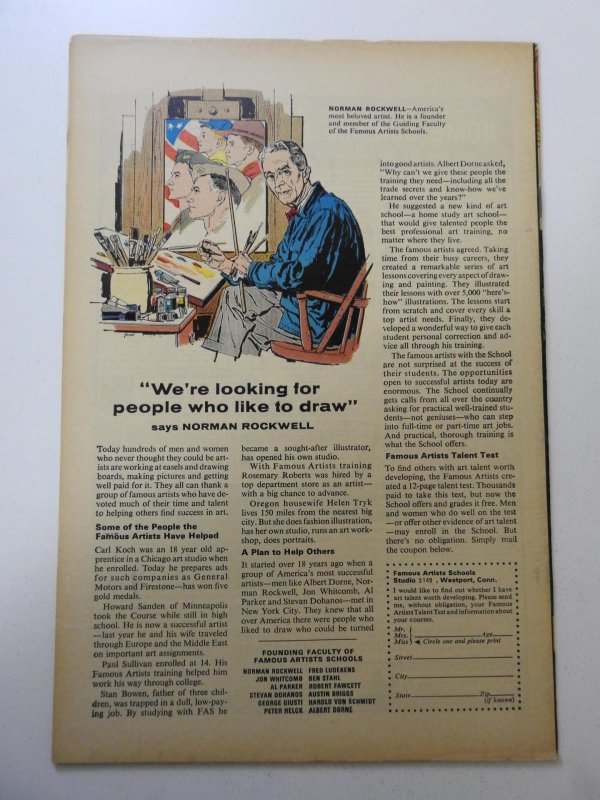 NORMAN ROCKWELL—America's
most beloved artist. He is a founder
and member of the Guiding Faculty
of the Famous Artists Schools.
"We're looking for
people who like to draw"
says NORMAN ROCKWELL
Today hundreds of men and women
who never thought they could be art-
ists are working at easels and drawing
boards, making pictures and getting
well paid for it. They all can thank a
group of famous artists who have de-
voted much of their time and talent
to helping others find success in art.
Some of the People the
Famous Artists Have Helped
Carl Koch was an 18 year old ap-
prentice in a Chicago art studio when
he enrolled. Today he prepares ads
for such companies as General
Motors and Firestone—has won five
gold medals.
Howard Sanden of Minneapolis
took the Course while still in high
school. He is now a successful artist
—last year he and his wife traveled
through Europe and the Middle East
on important art assignments.
Paul Sullivan enrolled at 14. His
Famous Artists training helped him
work his way through college.
Stan Bowen, father of three chil-
dren, was trapped in a dull, low-pay-
ing job. By studying with FAS he
became a sought-after illustrator,
has opened his own studio.
With Famous Artists training
Rosemary Roberts was hired by a
top department store as an artist—
with a big chance to advance.
Oregon housewife Helen Tryk
lives 150 miles from the nearest big
city. But she does fashion illustration,
has her own studio, runs an art work-
shop, does portraits.
A Plan to Help Others
It started over 18 years ago when a
group of America's most successful
artists—men like Albert Dorne, Nor-
man Rockwell, Jon Whitcomb, Al
Parker and Stevan Dohanos—met in
New York City. They knew that all
over America there were people who
liked to draw who could be turned
FOUNDING FACULTY OF
FAMOUS ARTISTS SCHOOLS
NORMAN ROCKWELL FRED LUDEKENS
JON WHITCOMB BEN STAHL
AL PARKER ROBERT FAWCETT
STEVAN DOHANOS AUSTIN BRIGGS
GEORGE GIUSTI HAROLD VON SCHMIDT
PETER HELCK ALBERT DORNE
into good artists. Albert Dorne asked,
"Why can't we give these people the
training they need—including all the
trade secrets and know-how we've
learned over the years?"
He suggested a new kind of art
school—a home study art school—
that would give talented people the
best professional art training, no
matter where they live.
The famous artists agreed. Taking
time from their busy careers, they
created a remarkable series of art
lessons covering every aspect of draw-
ing and painting. They illustrated
their lessons with over 5,000 "here's-
how" illustrations. The lessons start
from scratch and cover every skill a
top artist needs. Finally, they de-
veloped a wonderful way to give each
student personal correction and ad-
vice all through his training.
The famous artists with the School
are not surprised at the success of
their students. The opportunities
open to successful artists today are
enormous. The School continually
gets calls from all over the country
asking for practical well-trained stu-
dents—not geniuses—who can step
into full-time or part-time art jobs.
And practical, thorough training is
what the School offers.
Famous Artists Talent Test
To find others with art talent worth
developing, the Famous Artists cre-
ated a 12-page talent test. Thousands
paid to take this test, but now the
School offers and grades it free. Men
and women who do well on the test
—or offer other evidence of art talent
—may enroll in the School. But
there's no obligation. Simply mail
the coupon below.
Famous Artists Schools
Studio 5149 , Westport, Conn.
I would like to find out whether I have
art talent worth developing. Please send
me, without obligation, your Famous
Artists Talent Test and information about
your courses.
Mr.
Mrs. Age
Miss Circle one and please print
Street
City
State Zip
(if known)